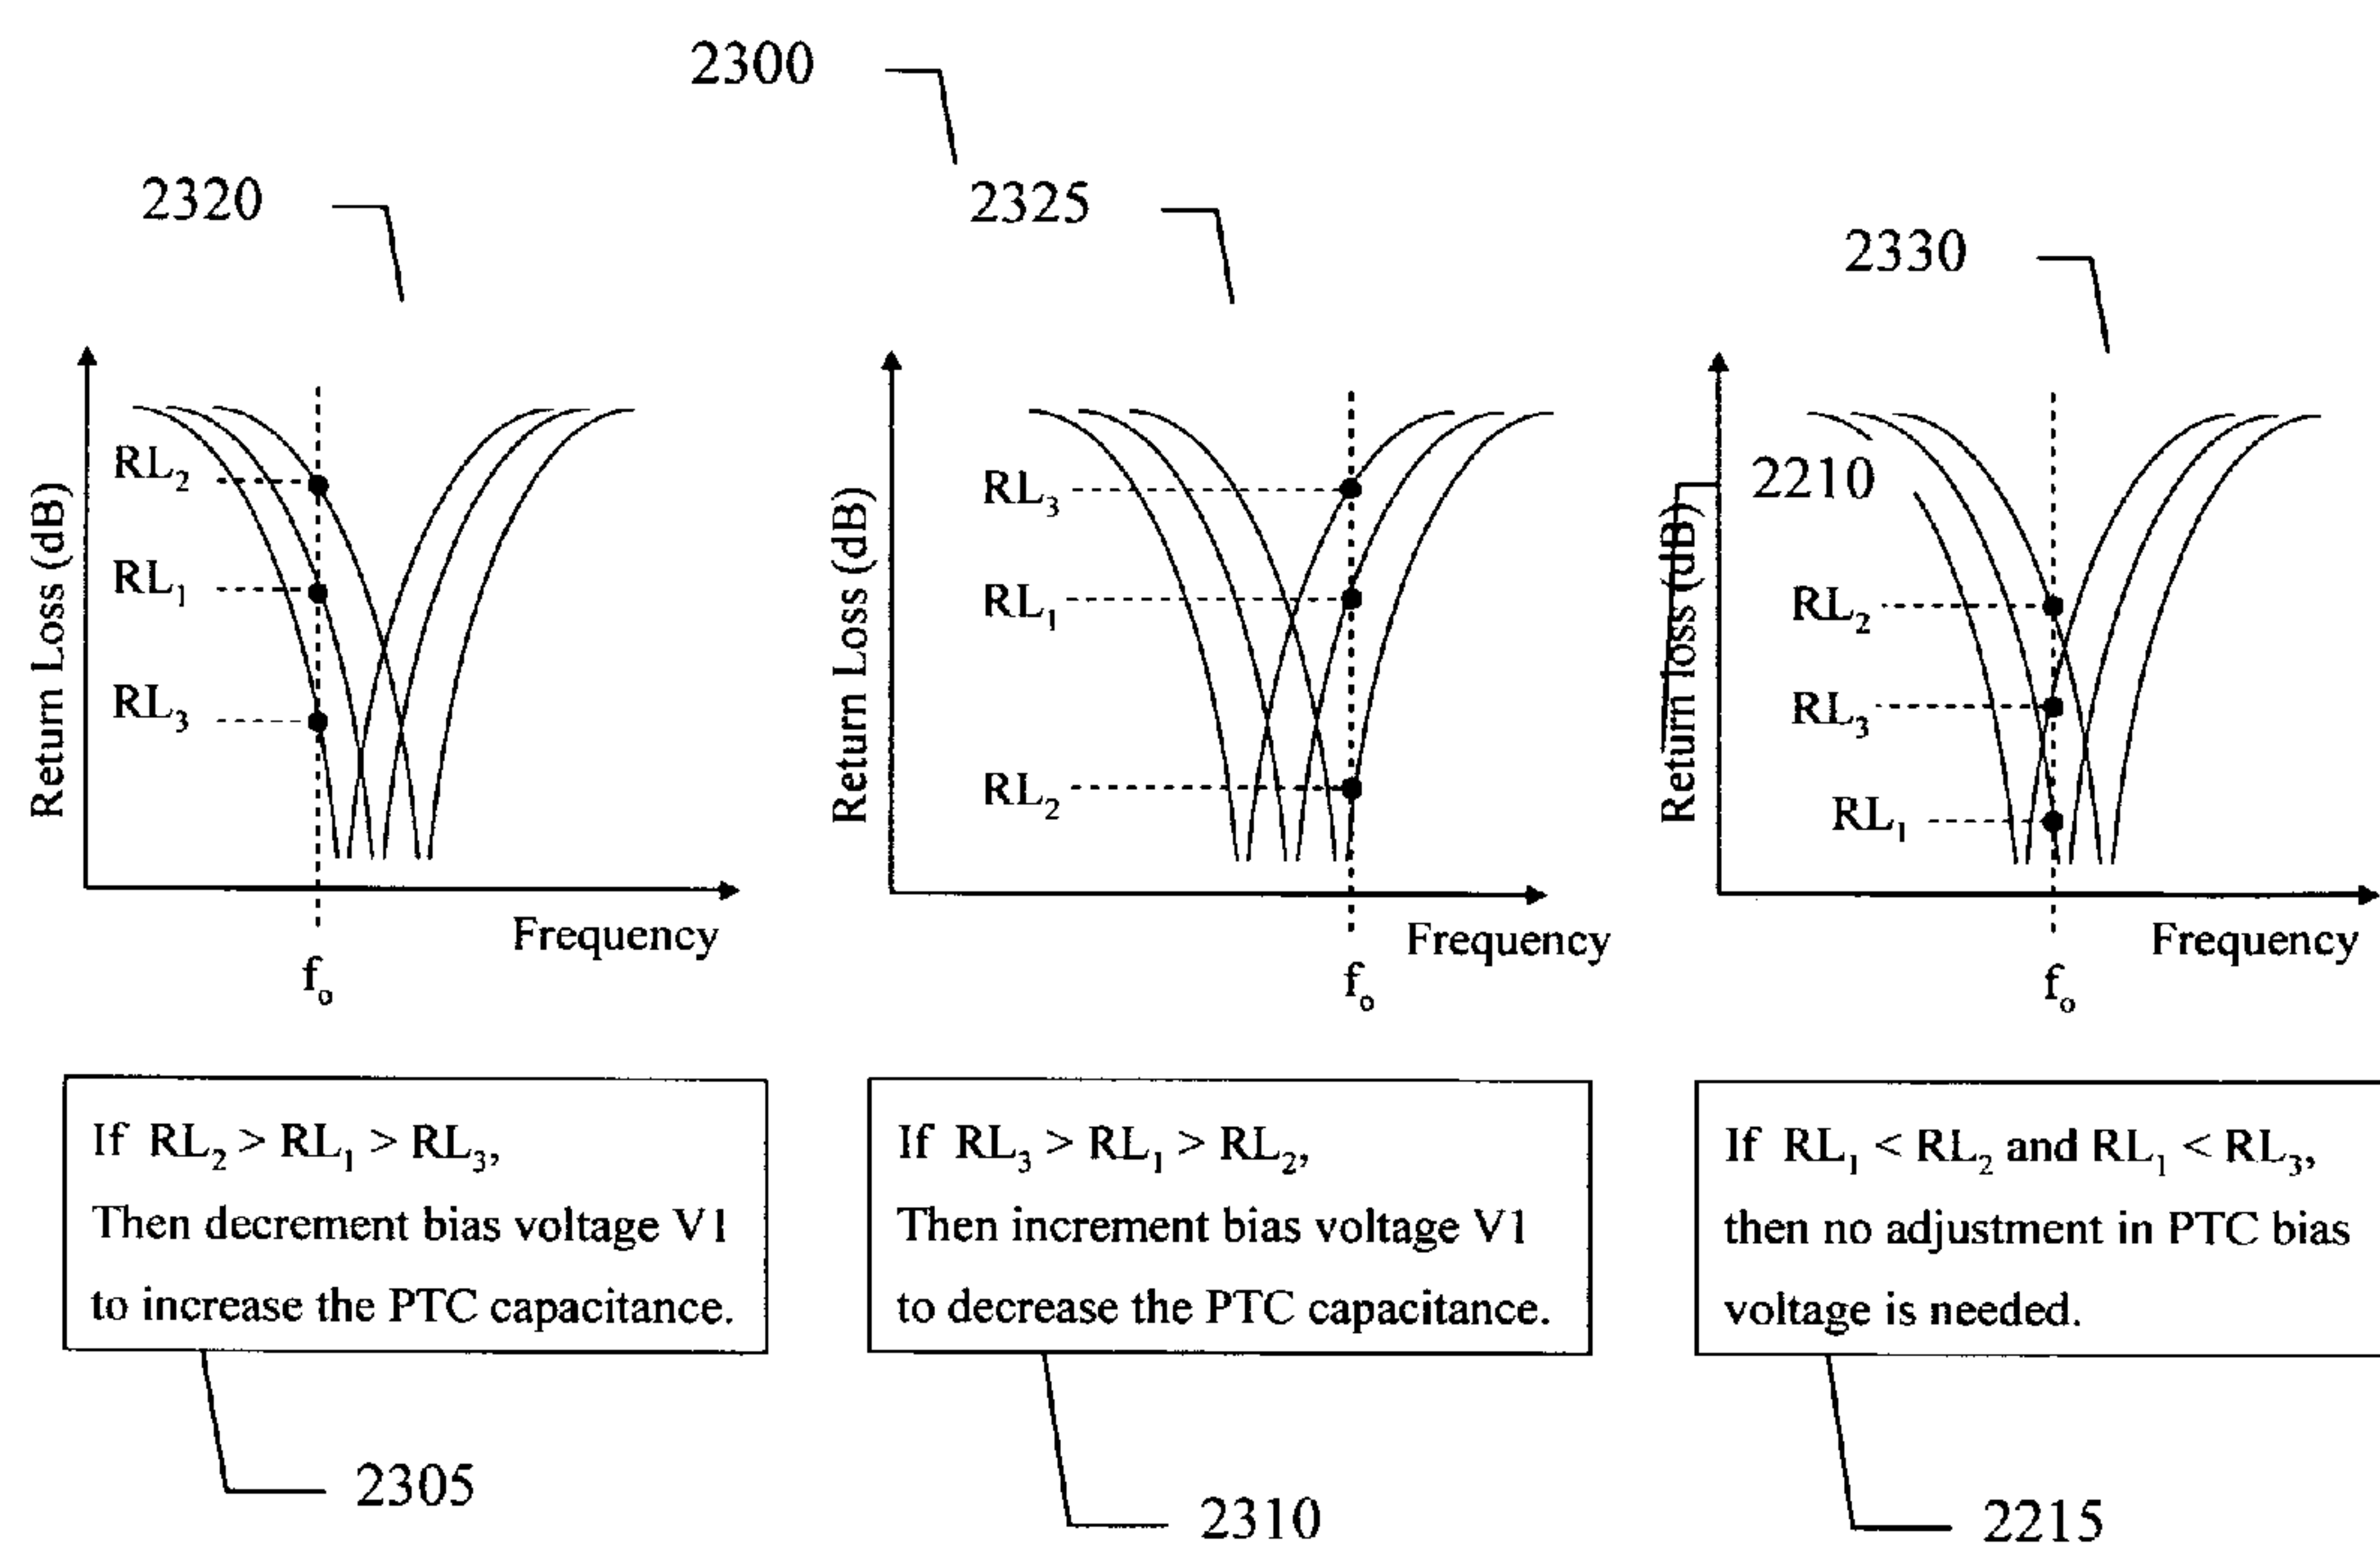 2300
2320
2325
2330
Return Loss (dB)
RL₂
RL₁
RL₃
Frequency
fₒ
Return Loss (dB)
RL₃
RL₁
RL₂
Frequency
fₒ
Return loss (dB)
2210
RL₂
RL₃
RL₁
Frequency
fₒ
If RL₂ > RL₁ > RL₃,
Then decrement bias voltage V1
to increase the PTC capacitance.
If RL₃ > RL₁ > RL₂,
Then increment bias voltage V1
to decrease the PTC capacitance.
If RL₁ < RL₂ and RL₁ < RL₃,
then no adjustment in PTC bias
voltage is needed.
2305
2310
2215